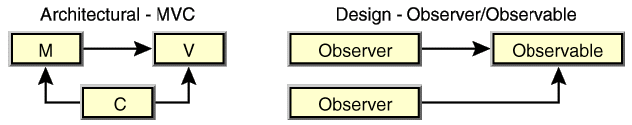 Architectural - MVC
M
V
C
Design - Observer/Observable
Observer
Observable
Observer